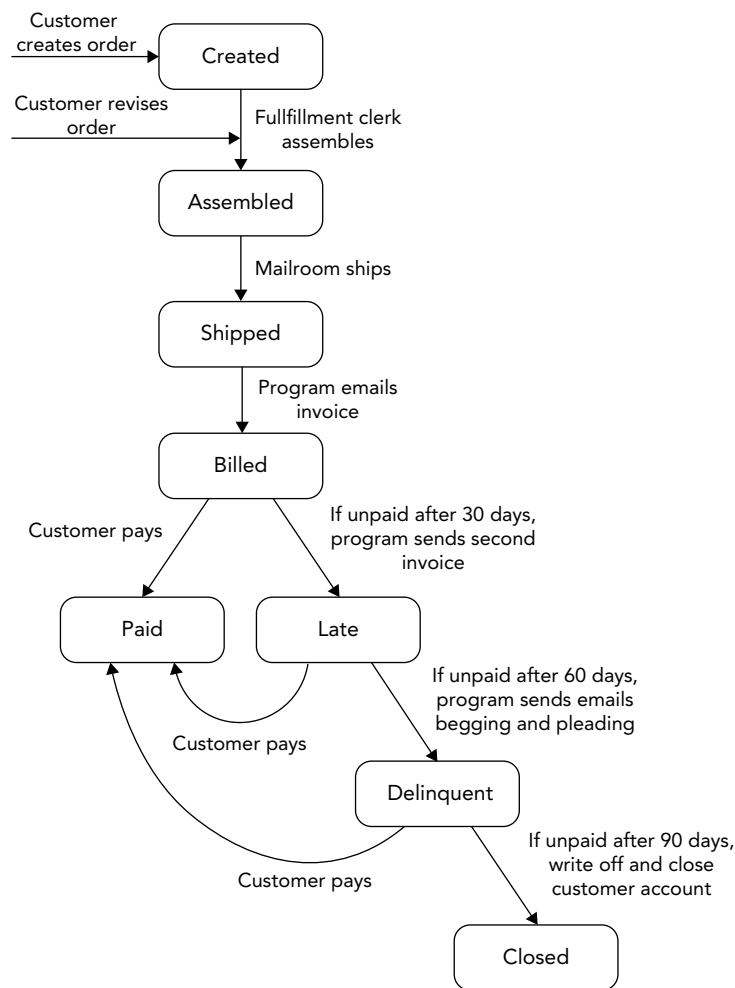 Customer
creates order
Created
Customer revises
order
Fullfillment clerk
assembles
Assembled
Mailroom ships
Shipped
Program emails
invoice
Billed
Customer pays
If unpaid after 30 days,
program sends second
invoice
Paid
Late
If unpaid after 60 days,
program sends emails
begging and pleading
Customer pays
Delinquent
If unpaid after 90 days,
write off and close
customer account
Customer pays
Closed